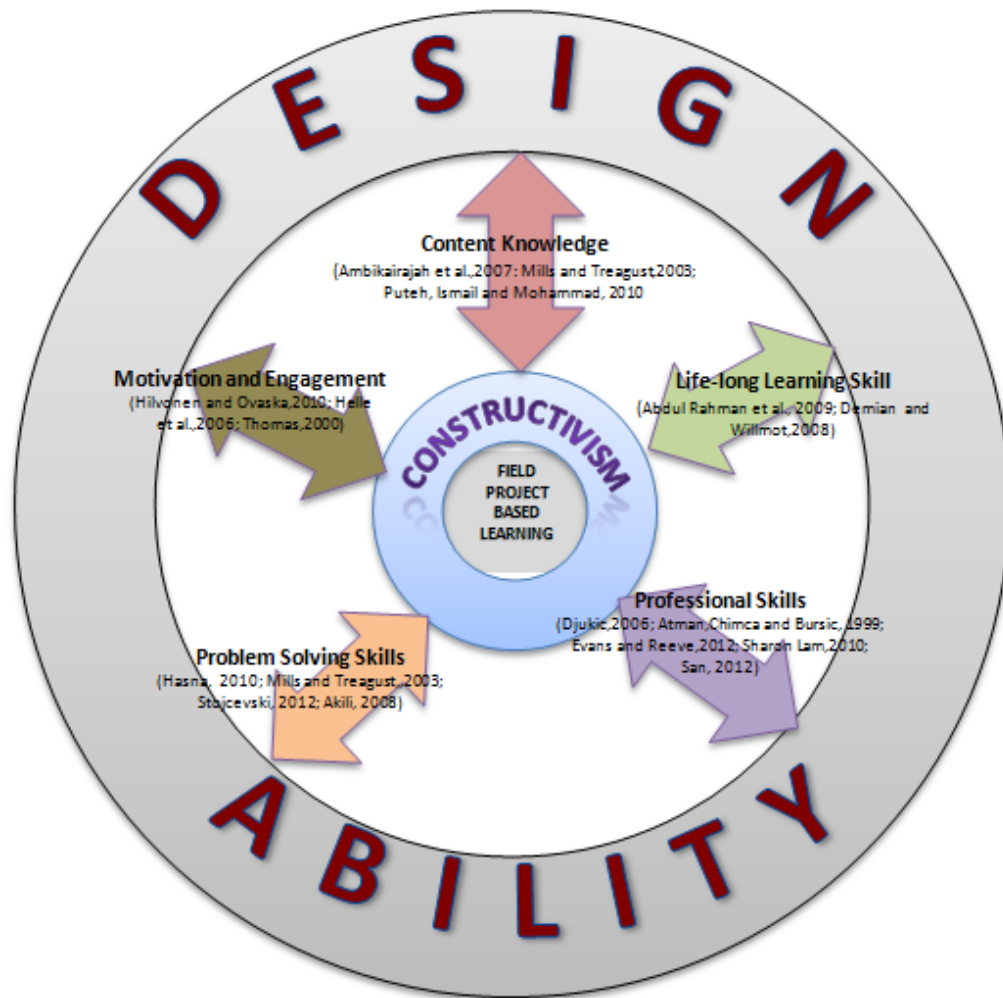 DESIGN
Content Knowledge
(Ambikairajah et al.,2007: Mills and Treagust,2003;
Puteh, Ismail and Mohammad, 2010
Motivation and Engagement
(Hilvonen and Ovaska,2010; Helle
et al.,2006; Thomas,2000)
Life-long Learning Skill
(Abdul Rahman et al., 2009; Demian and
Willmot,2008)
CONSTRUCTIVISM
FIELD
PROJECT
BASED
LEARNING
Professional Skills
(Djukic,2006; Atman,Chimca and Bursic, 1999;
Evans and Reeve,2012; Sharon Lam,2010;
San, 2012)
Problem Solving Skills
(Hasna, 2010; Mills and Treagust,,2003;
Stojcevski, 2012; Akili, 2008)
ABILITY